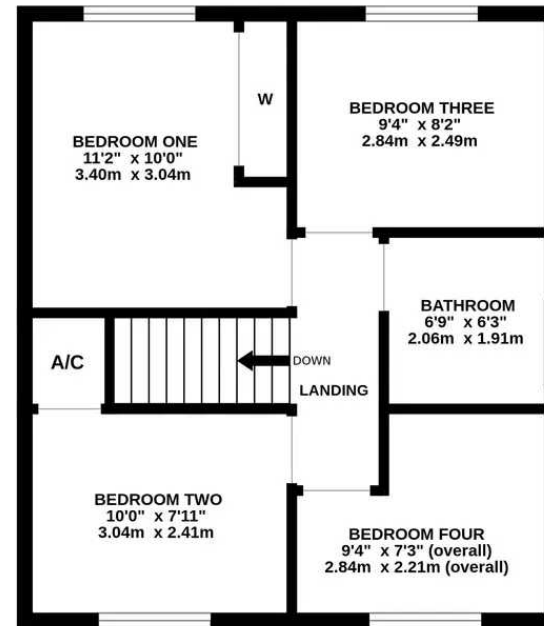 BEDROOM ONE
11'2" x 10'0"
3.40m x 3.04m
W
BEDROOM THREE
9'4" x 8'2"
2.84m x 2.49m
BATHROOM
6'9" x 6'3"
2.06m x 1.91m
A/C
DOWN
LANDING
BEDROOM TWO
10'0" x 7'11"
3.04m x 2.41m
BEDROOM FOUR
9'4" x 7'3" (overall)
2.84m x 2.21m (overall)